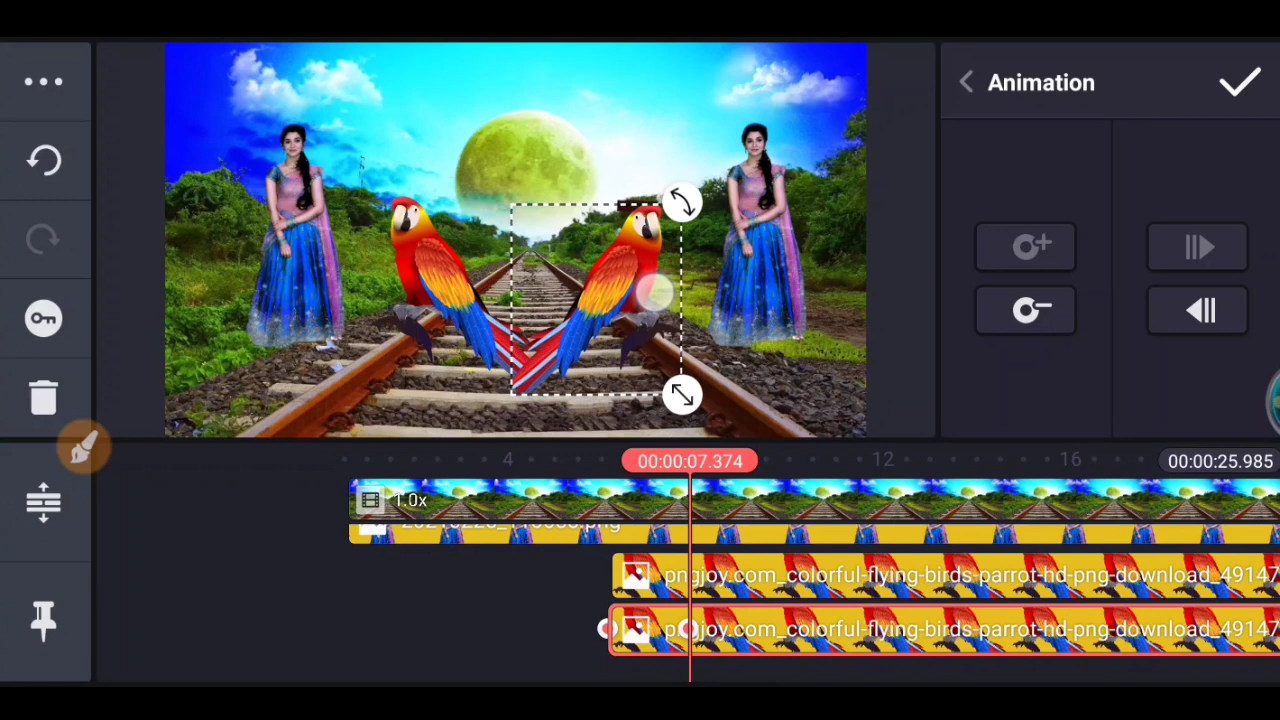 Animation
4
00:00:07.374
12
16
00:00:25.985
1.0x
pngjoy.com_colorful-flying-birds-parrot-hd-png-download_49147
pngjoy.com_colorful-flying-birds-parrot-hd-png-download_49147